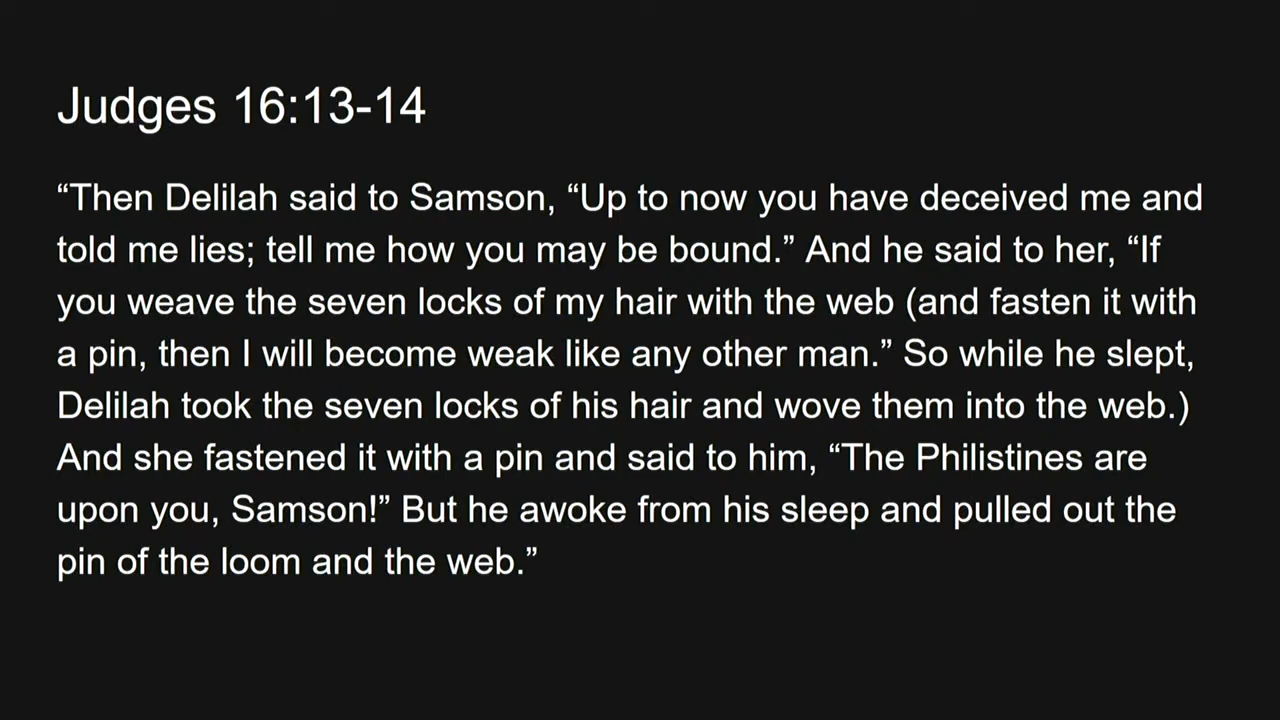 Judges 16:13-14
“Then Delilah said to Samson, “Up to now you have deceived me and
told me lies; tell me how you may be bound.” And he said to her, “If
you weave the seven locks of my hair with the web (and fasten it with
a pin, then I will become weak like any other man.” So while he slept,
Delilah took the seven locks of his hair and wove them into the web.)
And she fastened it with a pin and said to him, “The Philistines are
upon you, Samson!” But he awoke from his sleep and pulled out the
pin of the loom and the web.”